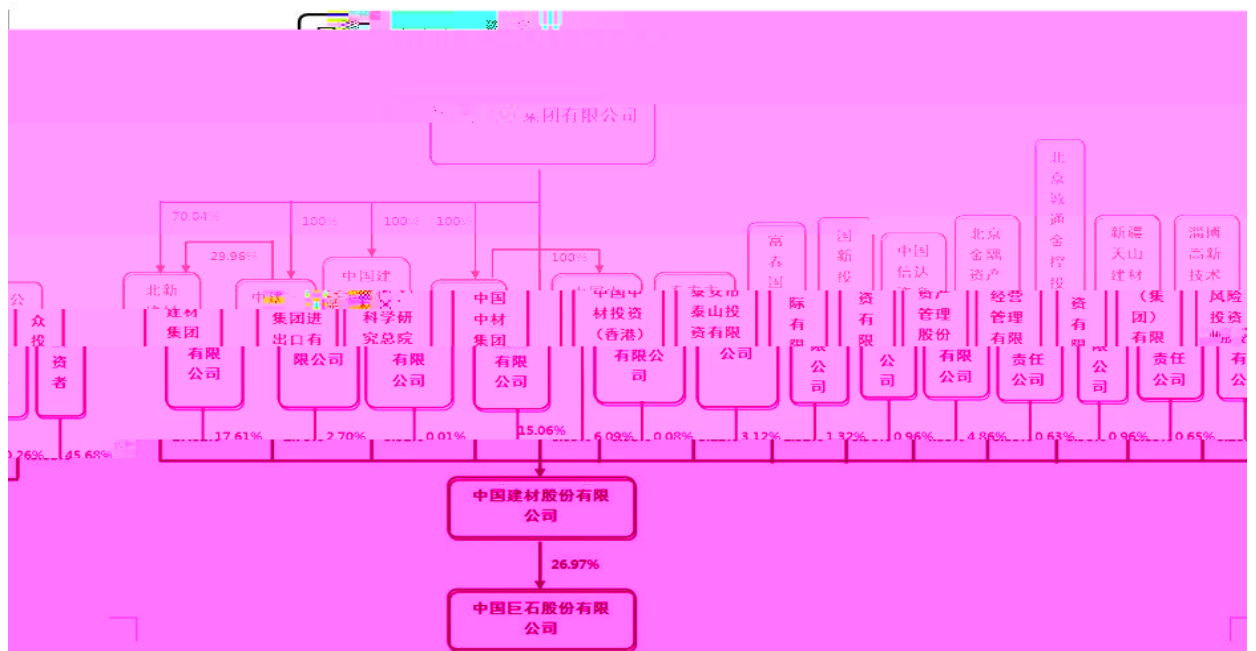 集团有限公司
70.04%
100%
100%
100%
29.96%
100%
北新
建材
集团
有限
公司
集团进
出口有
限公司
中国建
科学研
究总院
有限
公司
中国
中材
集团
有限
公司
材投资
(香港)
有限公
司
泰安市
泰山投
资有限
公司
富
春
国
际
有
限
公
司
国
新
投
资
有
限
公
司
中国
信达
资产
管理
股份
有限
公司
北京
金融
资产
经营
管理
有限
责任
公司
北
京
诚
通
金
控
投
资
有
限
公
司
新疆
天山
建材
(集
团)
有限
责任
公司
淄博
高新
技术
风险
投资
公
众
投
资
者
17.61%
2.70%
0.01%
15.06%
6.09%
0.08%
3.12%
1.32%
0.96%
4.86%
0.63%
0.96%
0.65%
0.26%
45.68%
中国建材股份有限
公司
26.97%
中国巨石股份有限
公司